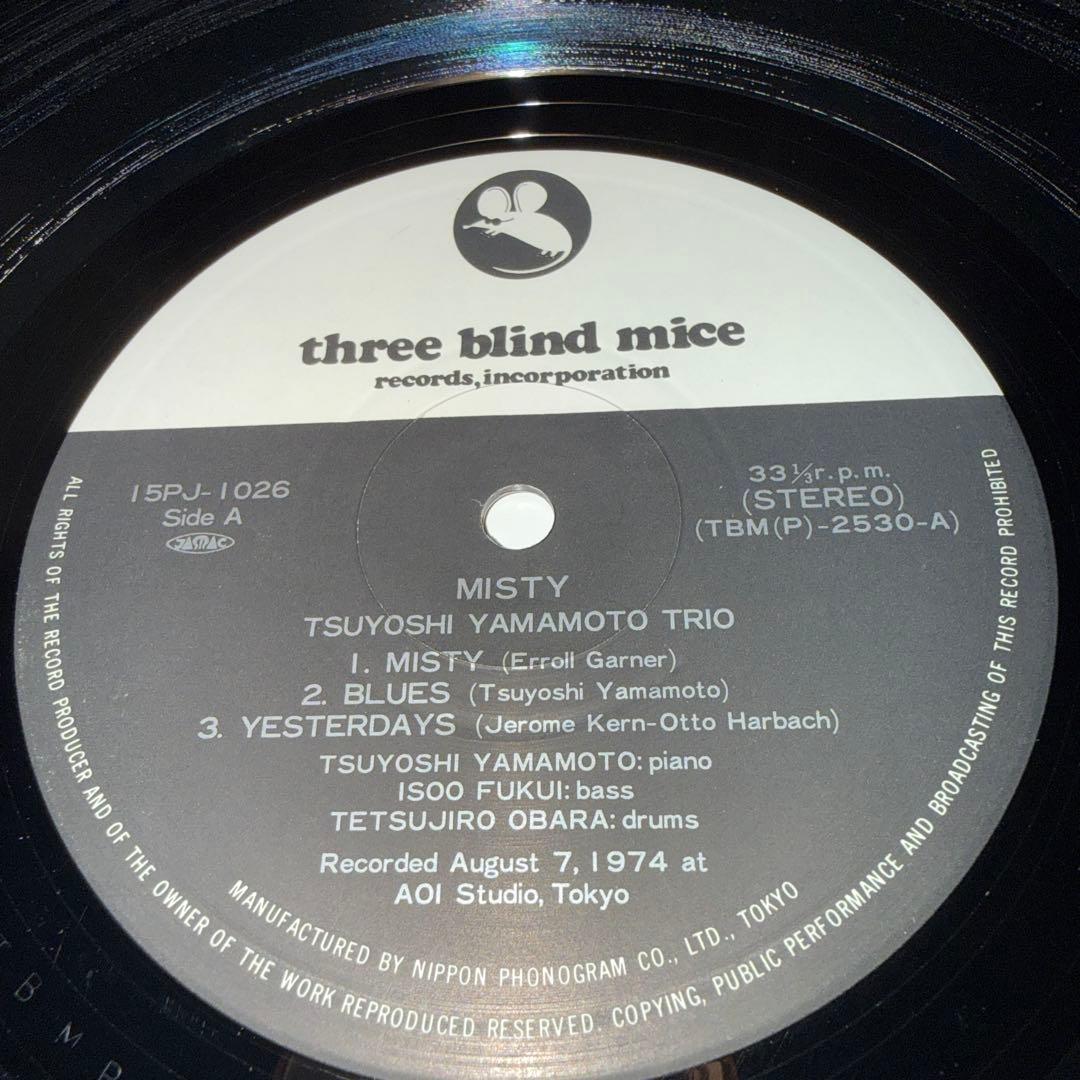 three blind mice
records, incorporation
15PJ-1026
Side A
JASRAC
33⅓r.p.m.
(STEREO)
(TBM(P)-2530-A)
MISTY
TSUYOSHI YAMAMOTO TRIO
1. MISTY (Erroll Garner)
2. BLUES (Tsuyoshi Yamamoto)
3. YESTERDAYS (Jerome Kern-Otto Harbach)
TSUYOSHI YAMAMOTO: piano
ISOO FUKUI: bass
TETSUJIRO OBARA: drums
Recorded August 7, 1974 at
AOI Studio, Tokyo
MANUFACTURED BY NIPPON PHONOGRAM CO., LTD., TOKYO
ALL RIGHTS OF THE RECORD PRODUCER AND OF THE OWNER OF THE WORK REPRODUCED RESERVED. COPYING, PUBLIC PERFORMANCE AND BROADCASTING OF THIS RECORD PROHIBITED